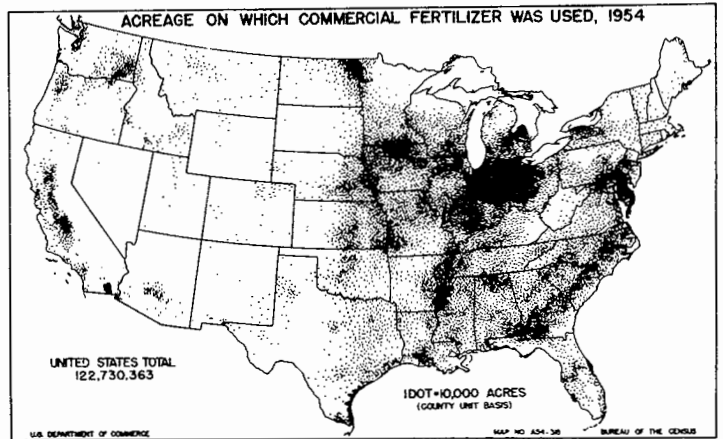 ACREAGE ON WHICH COMMERCIAL FERTILIZER WAS USED, 1954
UNITED STATES TOTAL
122,730,363
1 DOT=10,000 ACRES
(COUNTY UNIT BASIS)
U.S. DEPARTMENT OF COMMERCE
MAP NO. A54-38
BUREAU OF THE CENSUS